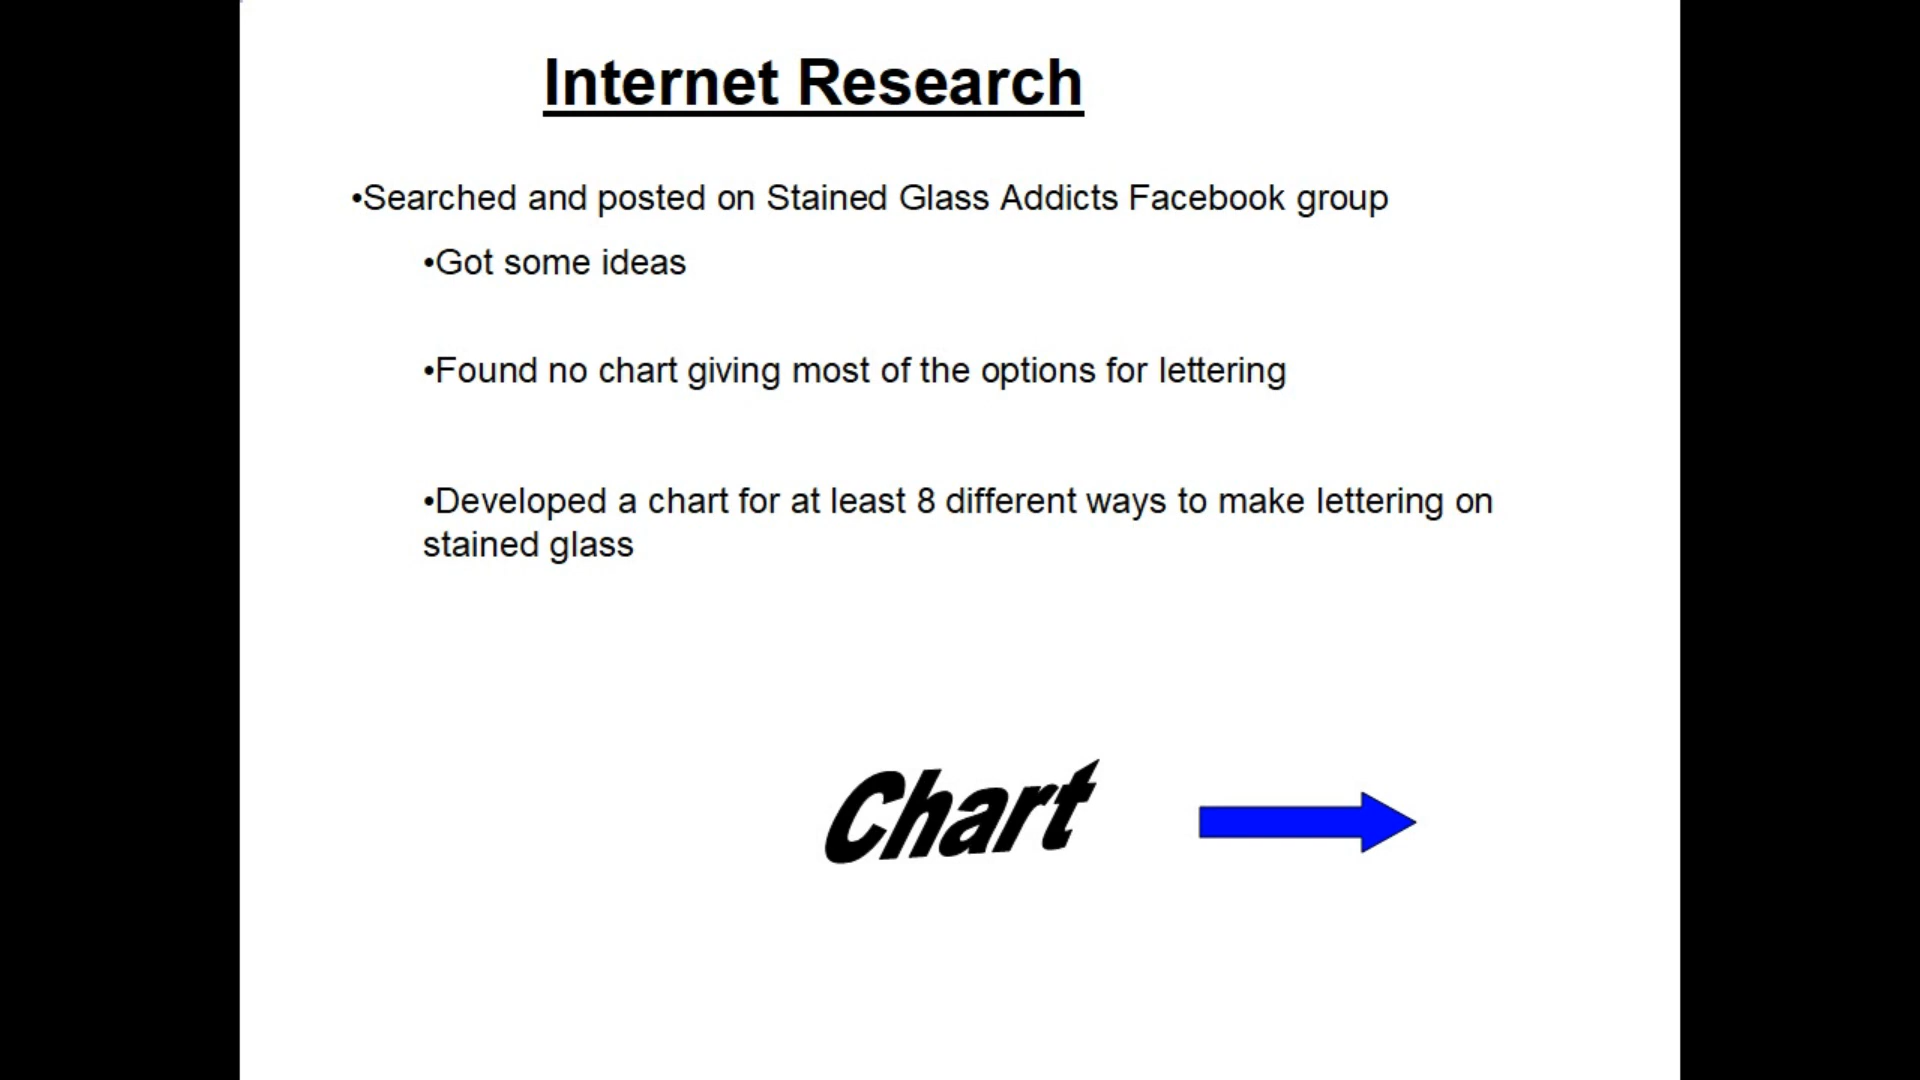 Internet Research
•Searched and posted on Stained Glass Addicts Facebook group
•Got some ideas
•Found no chart giving most of the options for lettering
•Developed a chart for at least 8 different ways to make lettering on
stained glass
Chart